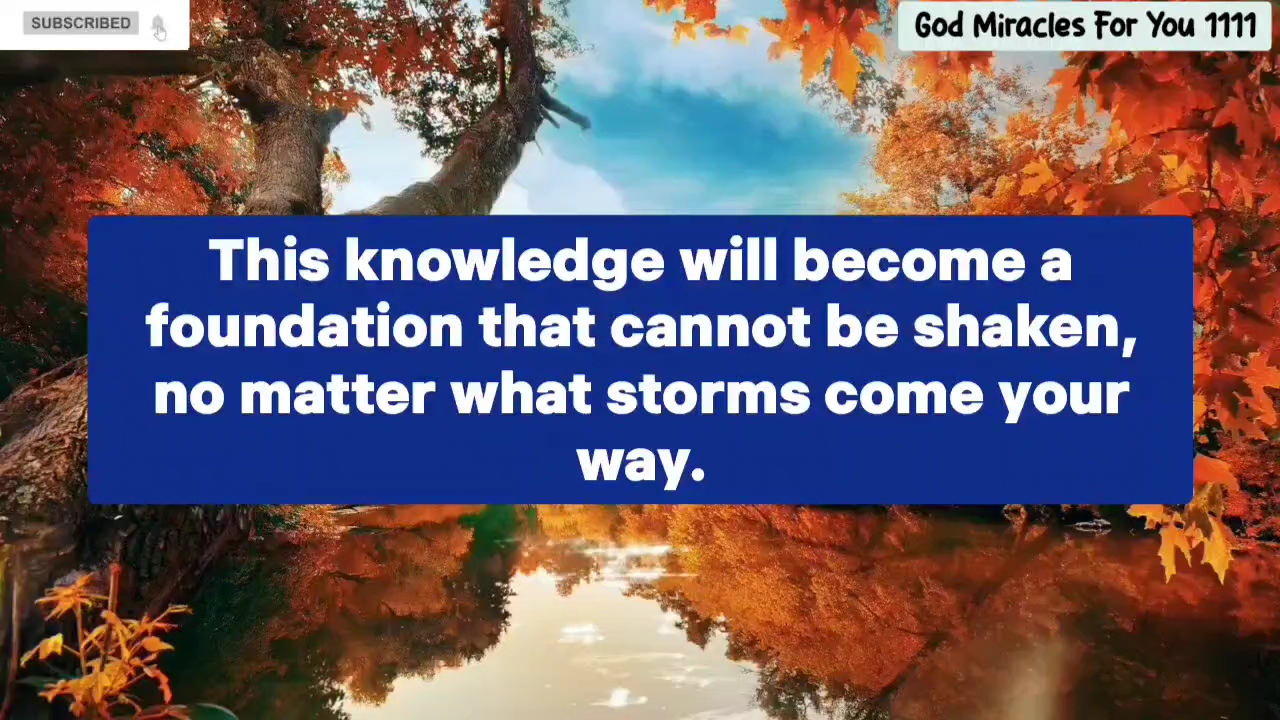 SUBSCRIBED
God Miracles For You 1111
This knowledge will become a
foundation that cannot be shaken,
no matter what storms come your
way.